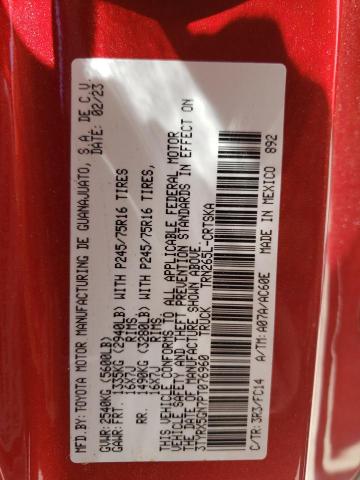 MFD.BY: TOYOTA MOTOR MANUFACTURING DE GUANAJUATO, S.A. DE C.V.
DATE: 02/23
GVWR: 2540KG (5600LB)
GAWR: FRT. 1335KG (2940LB) WITH P245/75R16 TIRES
16X7J RIMS,
RR. 1490KG (3280LB) WITH P245/75R16 TIRES,
16X7J RIMS,
THIS VEHICLE CONFORMS TO ALL APPLICABLE FEDERAL MOTOR
VEHICLE SAFETY AND THEFT PREVENTION STANDARDS IN EFFECT ON
THE DATE OF MANUFACTURE SHOWN ABOVE.
TRUCK TRN265L-CRTSKA
C/TR: 3R3/FC14 A/TM: A07A/AC60E MADE IN MEXICO 892